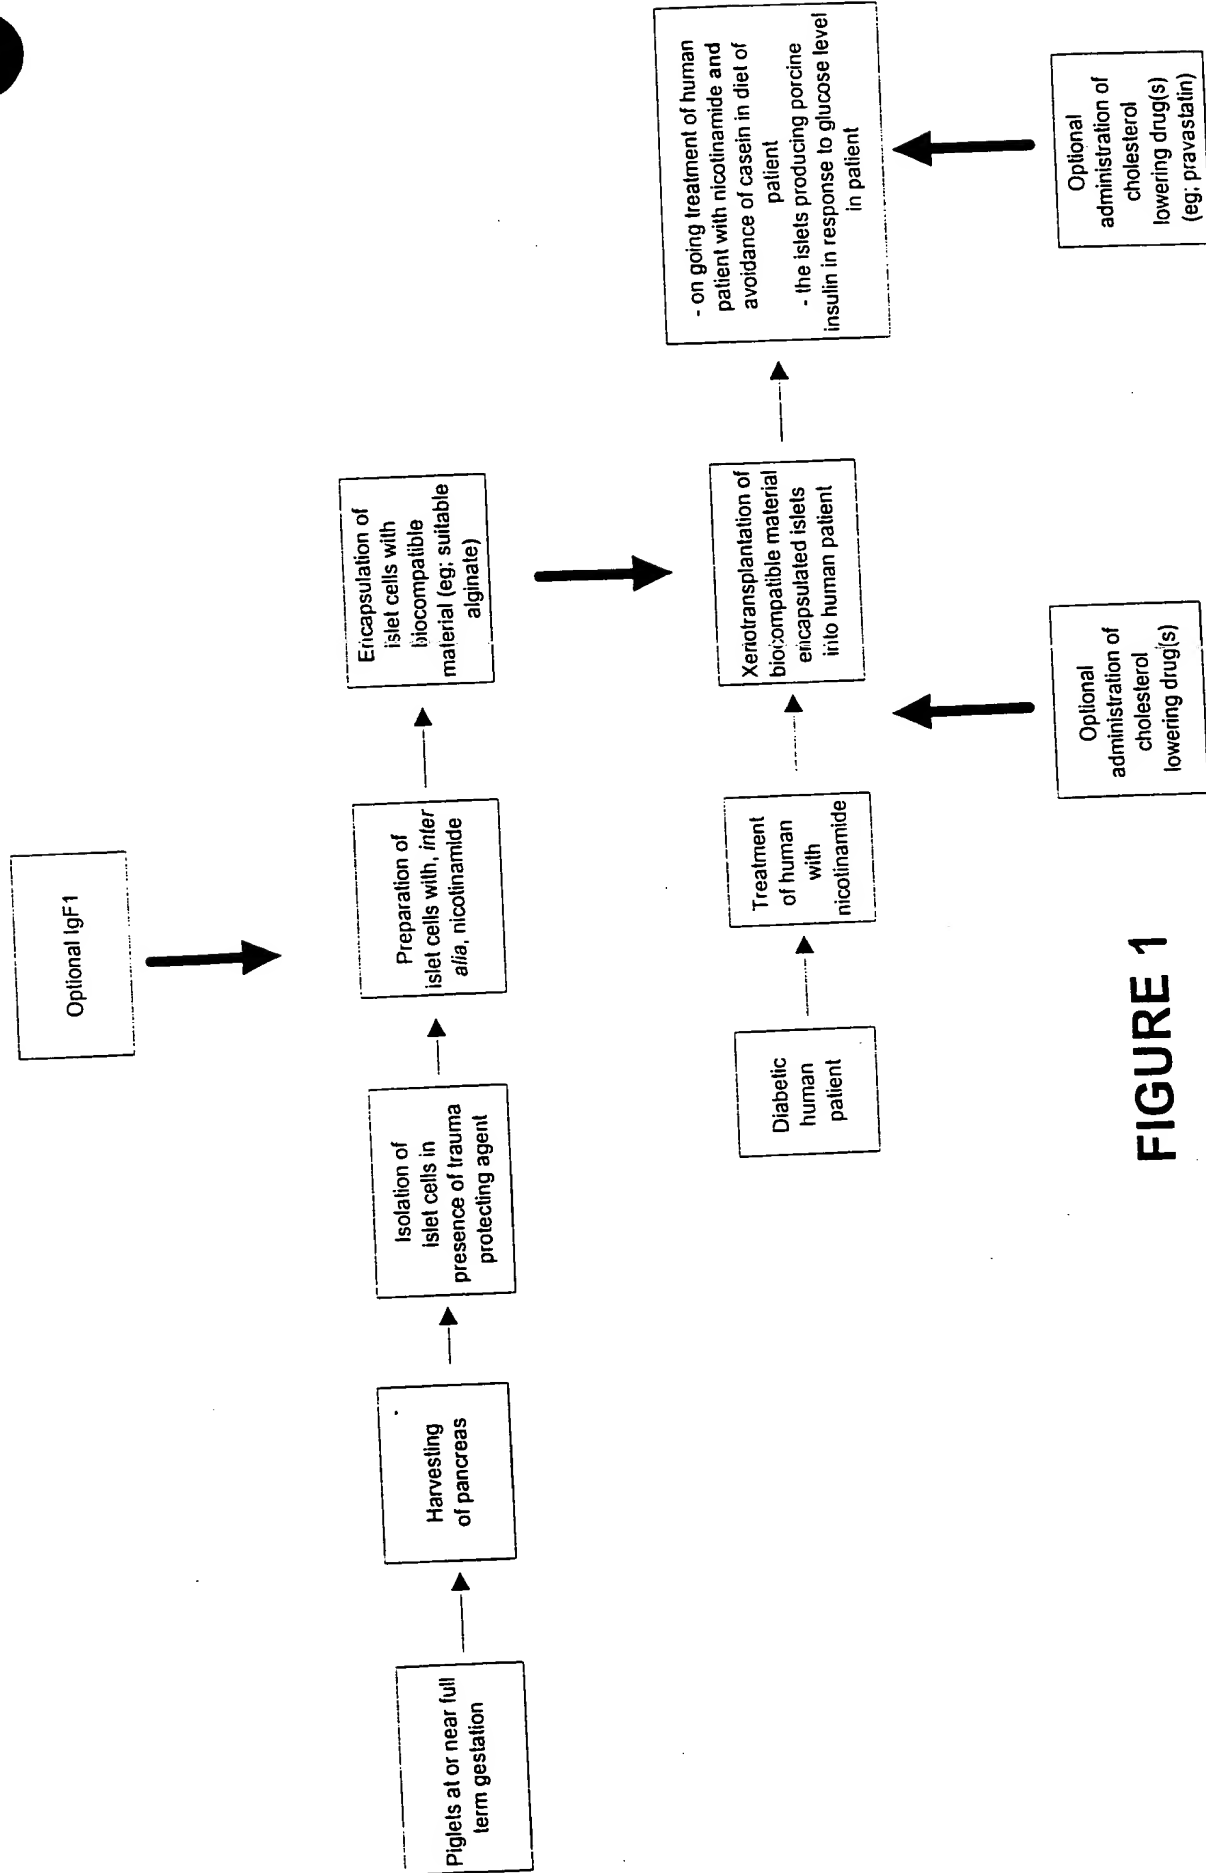 Optional IgF1
Piglets at or near full
term gestation
Harvesting
of pancreas
Isolation of
islet cells in
presence of trauma
protecting agent
Preparation of
islet cells with, inter
alia, nicotinamide
Encapsulation of
islet cells with
biocompatible
material (eg; suitable
alginate)
Diabetic
human
patient
Treatment
of human
with
nicotinamide
Xenotransplantation of
biocompatible material
encapsulated islets
into human patient
- on going treatment of human
patient with nicotinamide and
avoidance of casein in diet of
patient
- the islets producing porcine
insulin in response to glucose level
in patient
Optional
administration of
cholesterol
lowering drug(s)
Optional
administration of
cholesterol
lowering drug(s)
(eg; pravastatin)
FIGURE 1